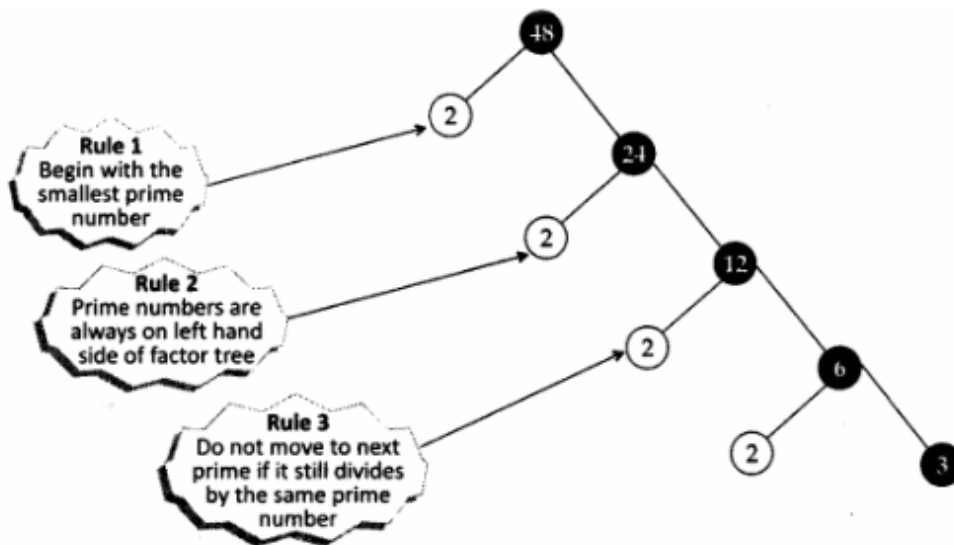 48
2
24
Rule 1
Begin with the
smallest prime
number
2
12
Rule 2
Prime numbers are
always on left hand
side of factor tree
2
6
Rule 3
Do not move to next
prime if it still divides
by the same prime
number
2
3